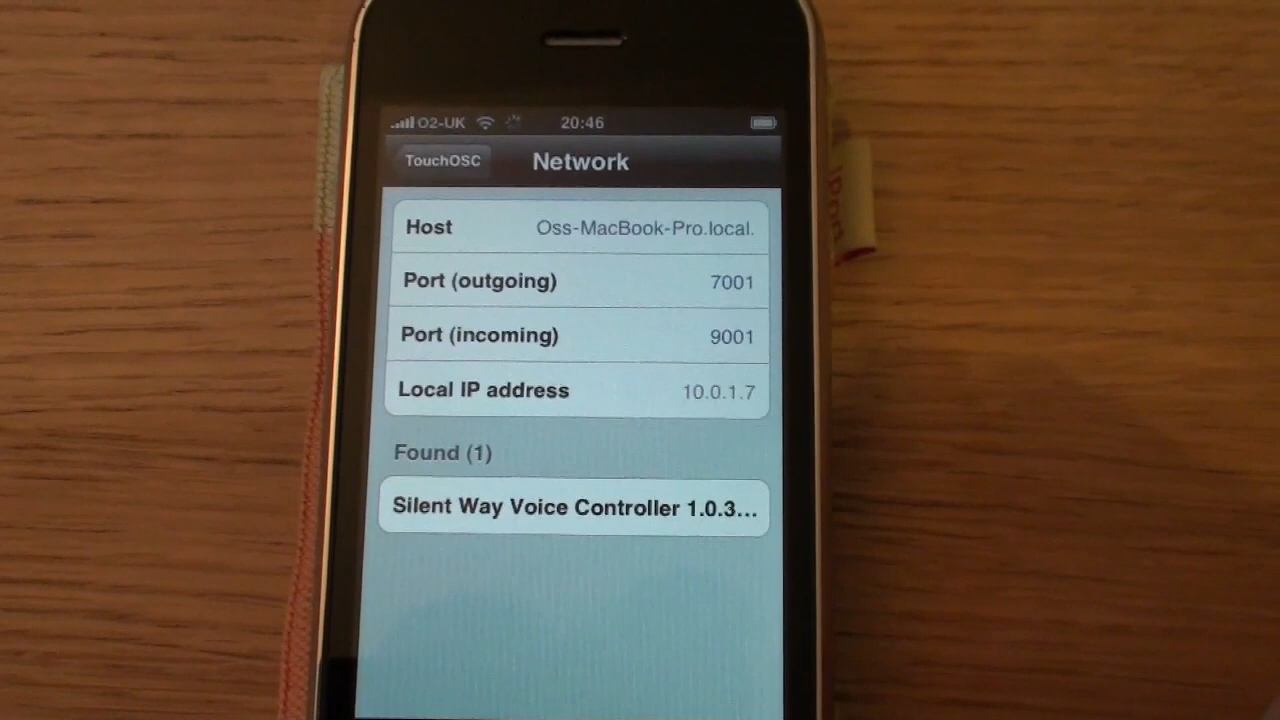 O2-UK 20:46
TouchOSC Network
Host Oss-MacBook-Pro.local.
Port (outgoing) 7001
Port (incoming) 9001
Local IP address 10.0.1.7
Found (1)
Silent Way Voice Controller 1.0.3...